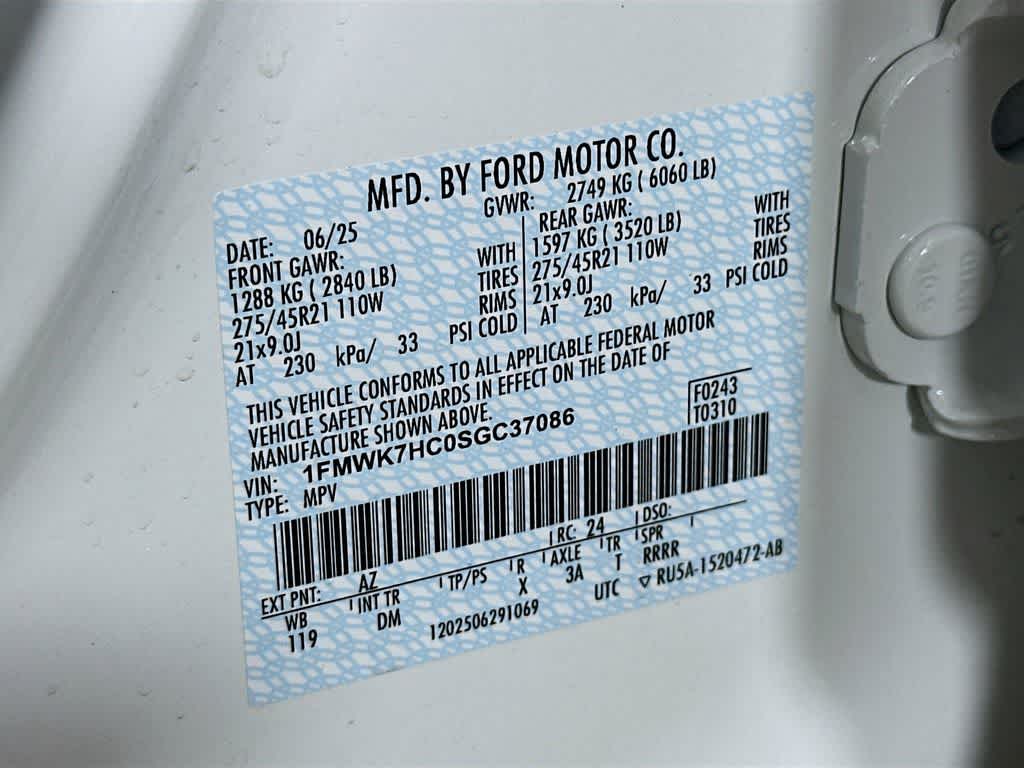 MFD. BY FORD MOTOR CO.
DATE: 06/25
GVWR: 2749 KG ( 6060 LB)
FRONT GAWR:
1288 KG ( 2840 LB) WITH
275/45R21 110W TIRES
21x9.0J RIMS
AT 230 kPa/ 33 PSI COLD
REAR GAWR: WITH
1597 KG ( 3520 LB) TIRES
275/45R21 110W RIMS
21x9.0J
AT 230 kPa/ 33 PSI COLD
THIS VEHICLE CONFORMS TO ALL APPLICABLE FEDERAL MOTOR
VEHICLE SAFETY STANDARDS IN EFFECT ON THE DATE OF
MANUFACTURE SHOWN ABOVE.
F0243
T0310
VIN: 1FMWK7HC0SGC37086
TYPE: MPV
EXT PNT: AZ RC: 24 DSO:
WB INT TR TP/PS R AXLE TR SPR
119 DM X 3A T RRRR
1202506291069 UTC ▽ RU5A-1520472-AB
10.9